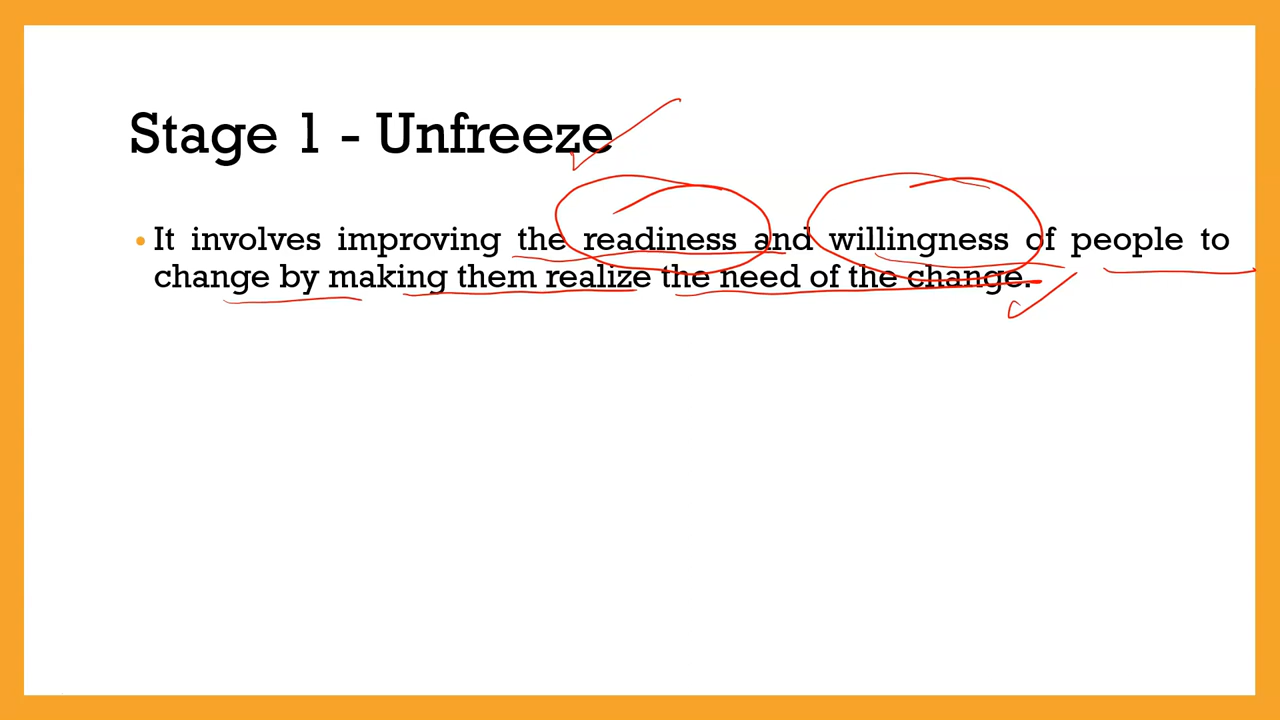 Stage 1 - Unfreeze
• It involves improving the readiness and willingness of people to
change by making them realize the need of the change.